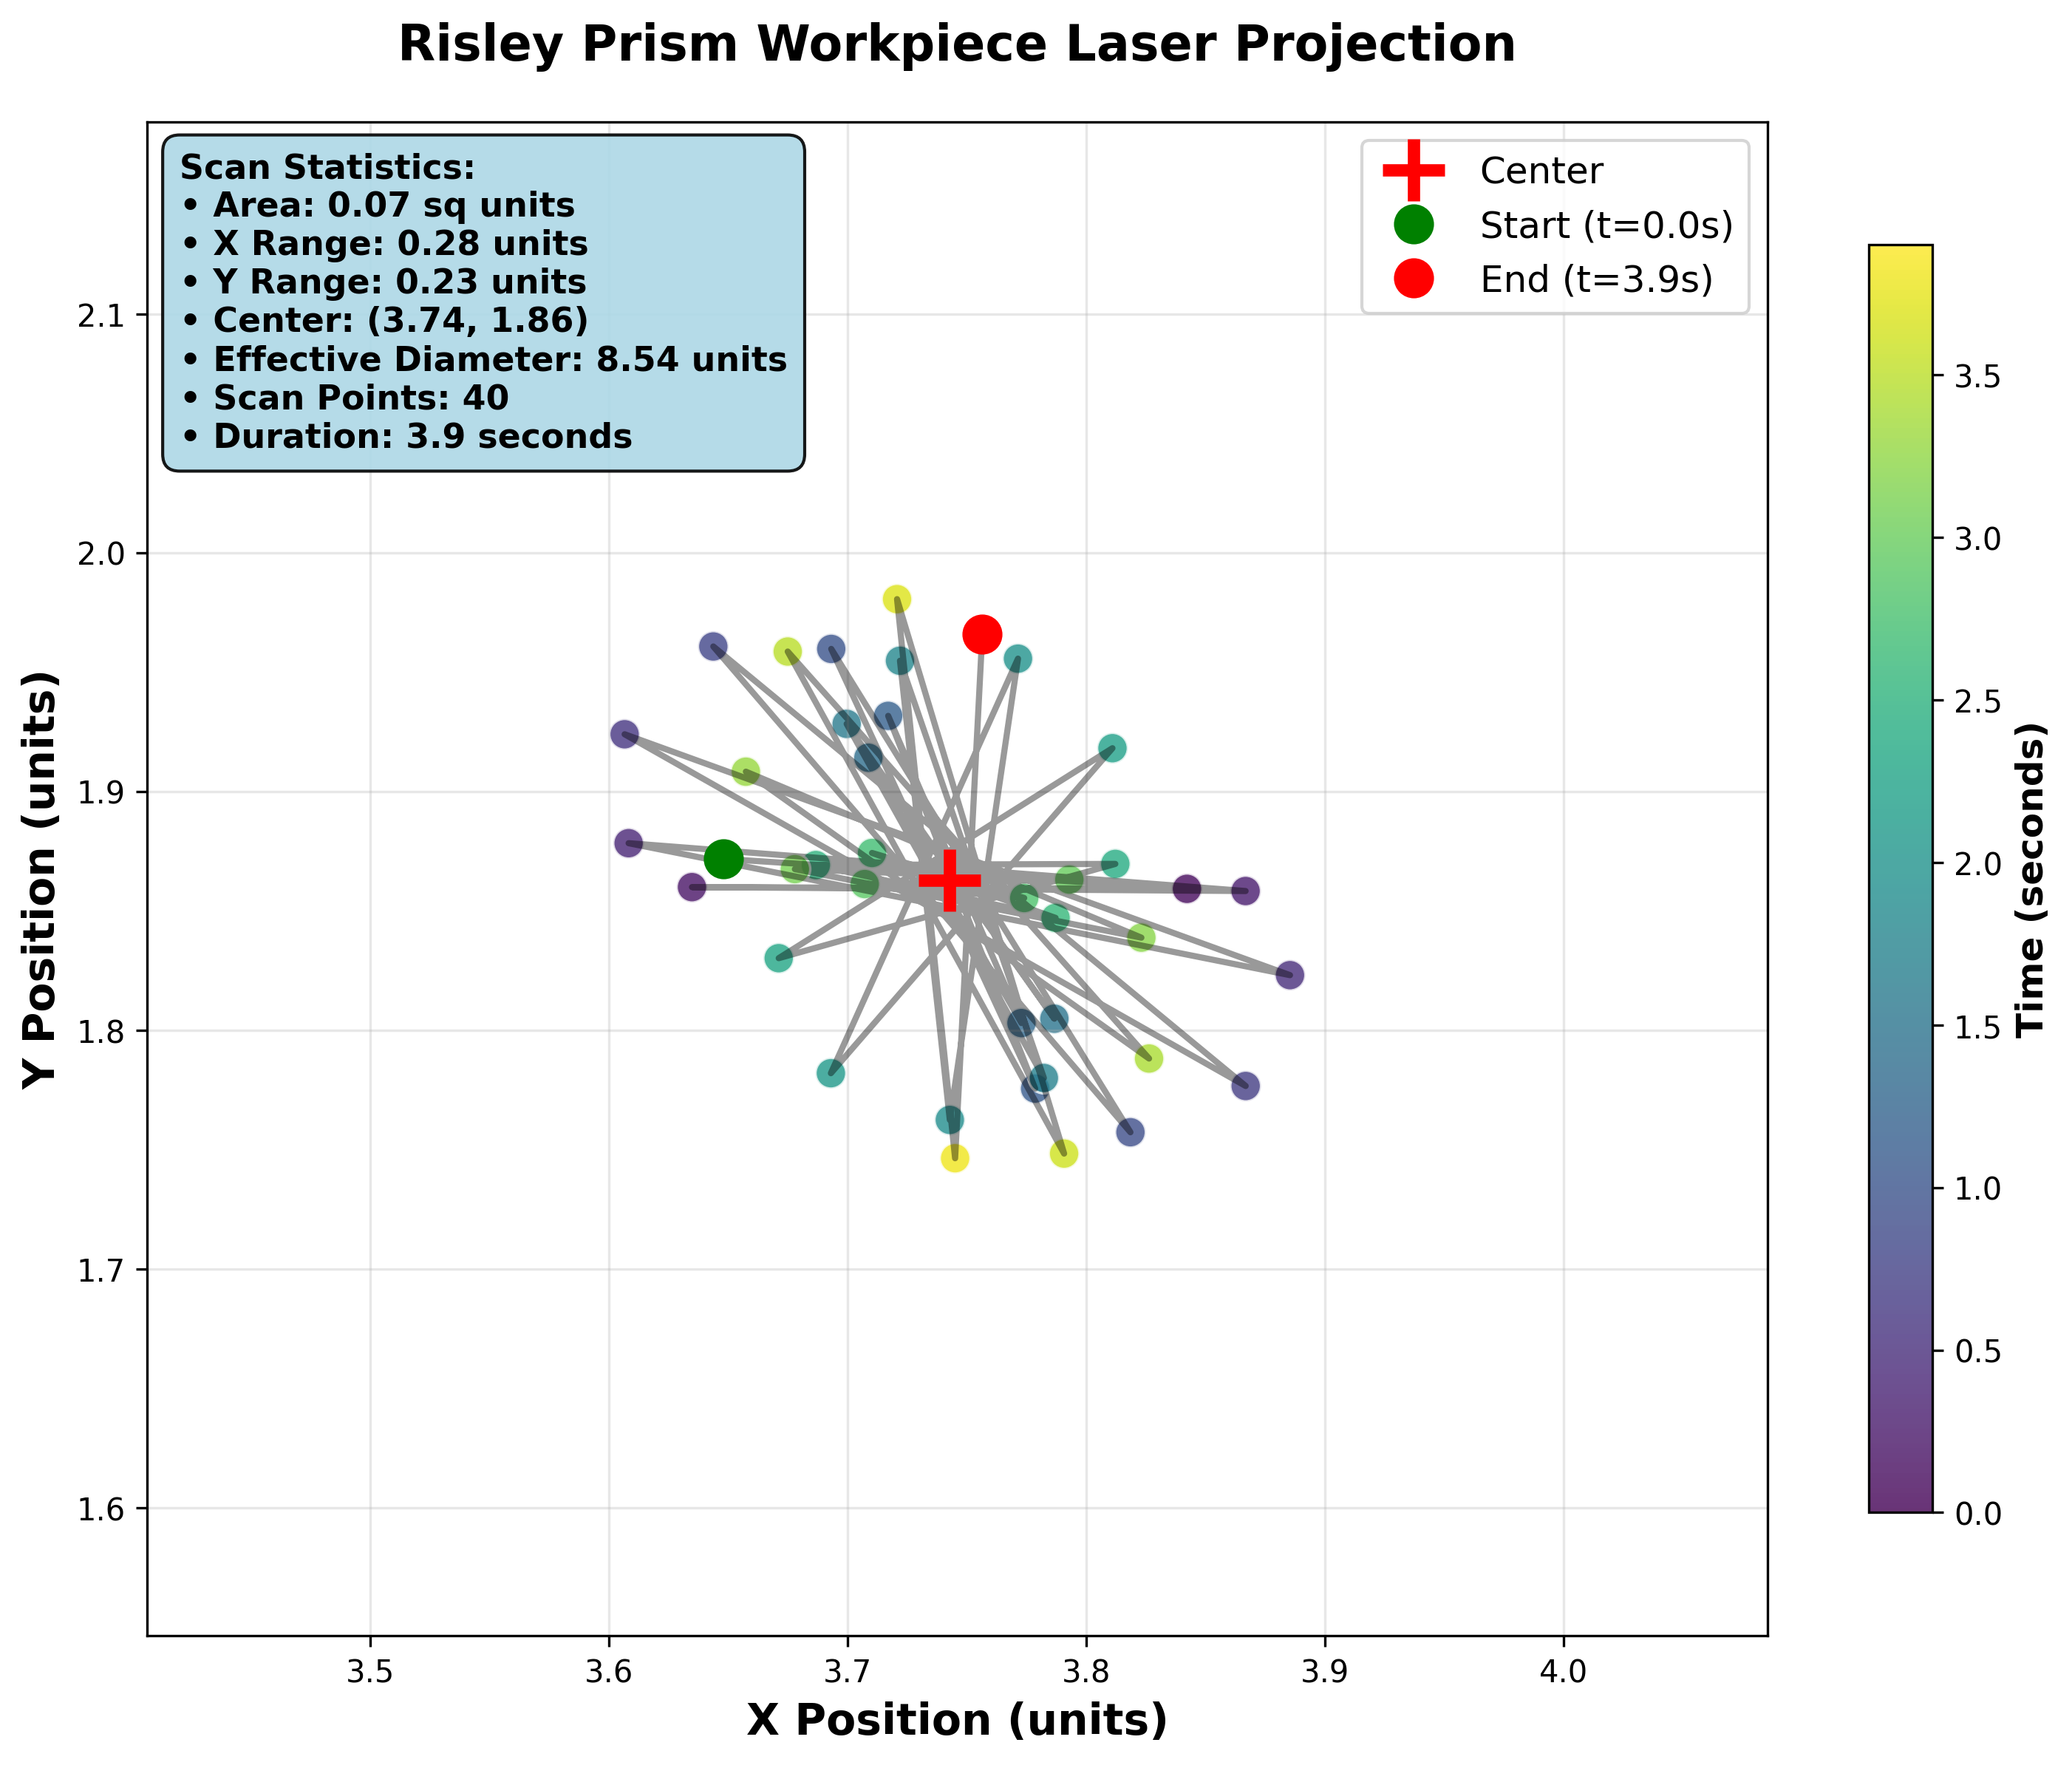 Risley Prism Workpiece Laser Projection
Scan Statistics:
• Area: 0.07 sq units
• X Range: 0.28 units
• Y Range: 0.23 units
• Center: (3.74, 1.86)
• Effective Diameter: 8.54 units
• Scan Points: 40
• Duration: 3.9 seconds
Center
Start (t=0.0s)
End (t=3.9s)
2.1
2.0
1.9
1.8
1.7
1.6
Y Position (units)
3.5
3.6
3.7
3.8
3.9
4.0
X Position (units)
3.5
3.0
2.5
2.0
1.5
1.0
0.5
0.0
Time (seconds)